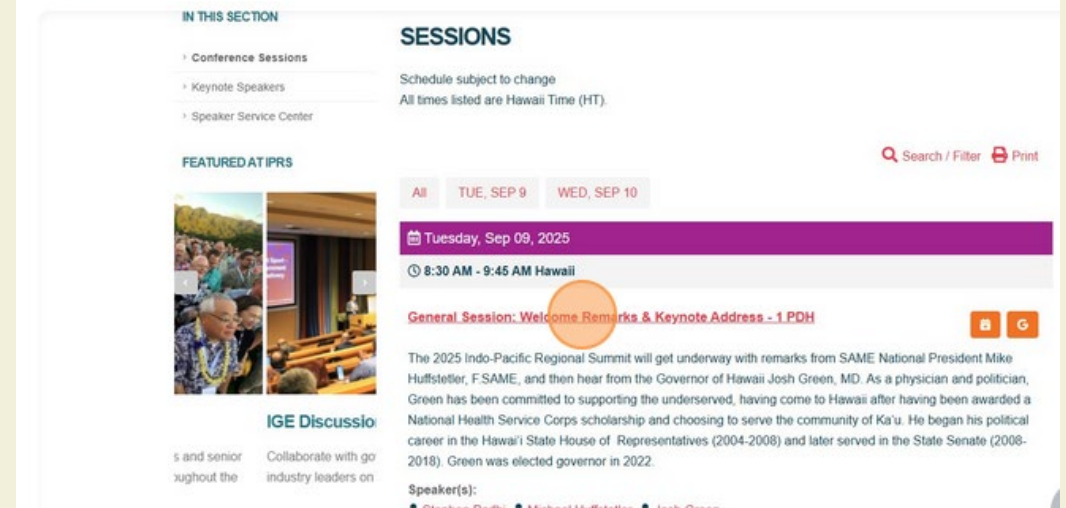 IN THIS SECTION
Conference Sessions
Keynote Speakers
Speaker Service Center
FEATURED AT IPRS
IGE Discussio
s and senior
oughout the
Collaborate with go
industry leaders on
SESSIONS
Schedule subject to change
All times listed are Hawaii Time (HT).
Search / Filter Print
All TUE, SEP 9 WED, SEP 10
Tuesday, Sep 09, 2025
8:30 AM - 9:45 AM Hawaii
General Session: Welcome Remarks & Keynote Address - 1 PDH
G
The 2025 Indo-Pacific Regional Summit will get underway with remarks from SAME National President Mike
Huffstetler, F.SAME, and then hear from the Governor of Hawaii Josh Green, MD. As a physician and politician,
Green has been committed to supporting the underserved, having come to Hawaii after having been awarded a
National Health Service Corps scholarship and choosing to serve the community of Ka'u. He began his political
career in the Hawai'i State House of Representatives (2004-2008) and later served in the State Senate (2008-
2018). Green was elected governor in 2022.
Speaker(s):
Michael Huffstetler Josh Green